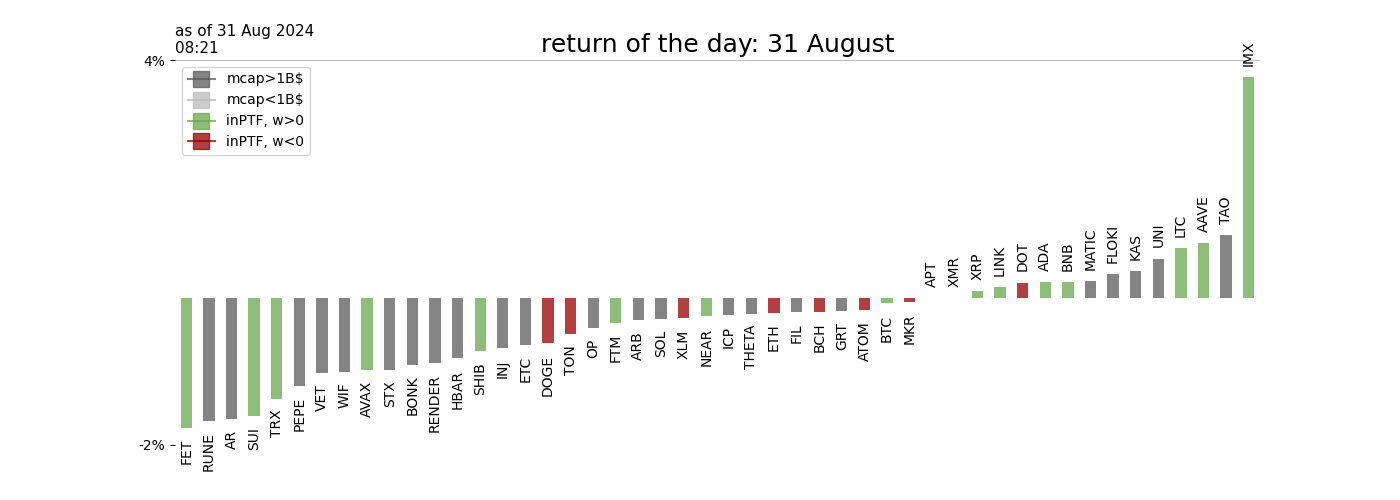 as of 31 Aug 2024
08:21
return of the day: 31 August
4%
mcap>1B$
mcap<1B$
inPTF, w>0
inPTF, w<0
-2%
FET
RUNE
AR
SUI
TRX
PEPE
VET
WIF
AVAX
STX
BONK
RENDER
HBAR
SHIB
INJ
ETC
DOGE
TON
OP
FTM
ARB
SOL
XLM
NEAR
ICP
THETA
ETH
FIL
BCH
GRT
ATOM
BTC
MKR
APT
XMR
XRP
LINK
DOT
ADA
BNB
MATIC
FLOKI
KAS
UNI
LTC
AAVE
TAO
IMX